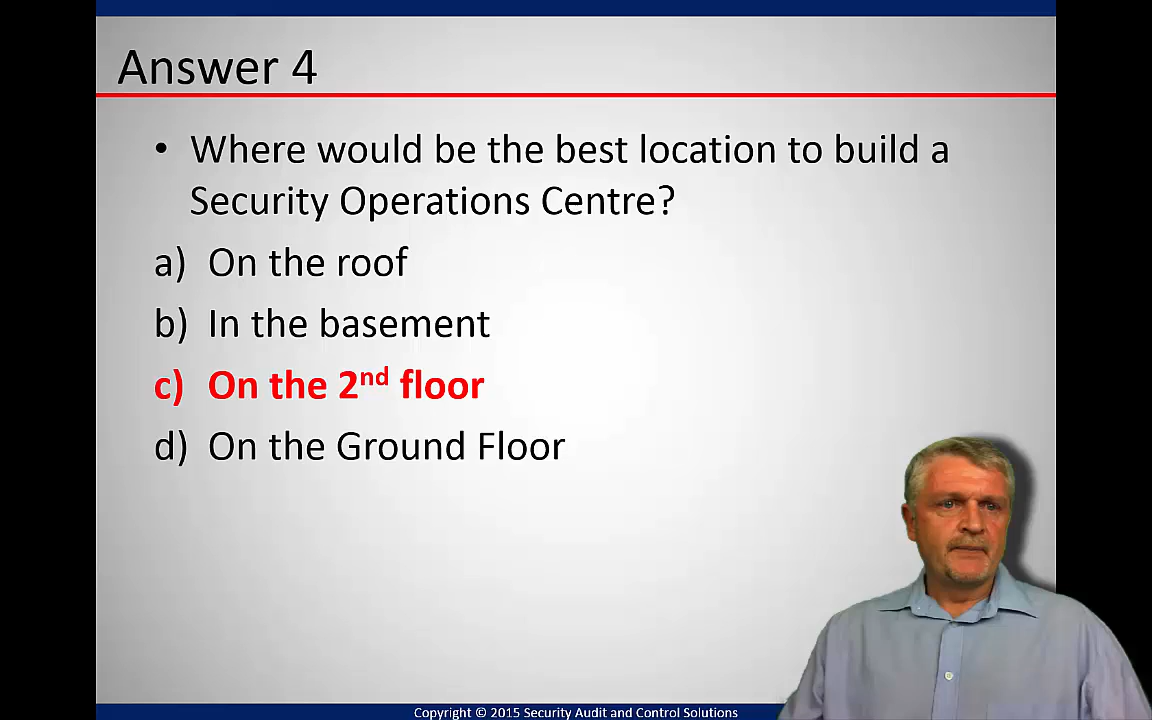 Answer 4
• Where would be the best location to build a
Security Operations Centre?
a) On the roof
b) In the basement
c) On the 2nd floor
d) On the Ground Floor
Copyright © 2015 Security Audit and Control Solutions